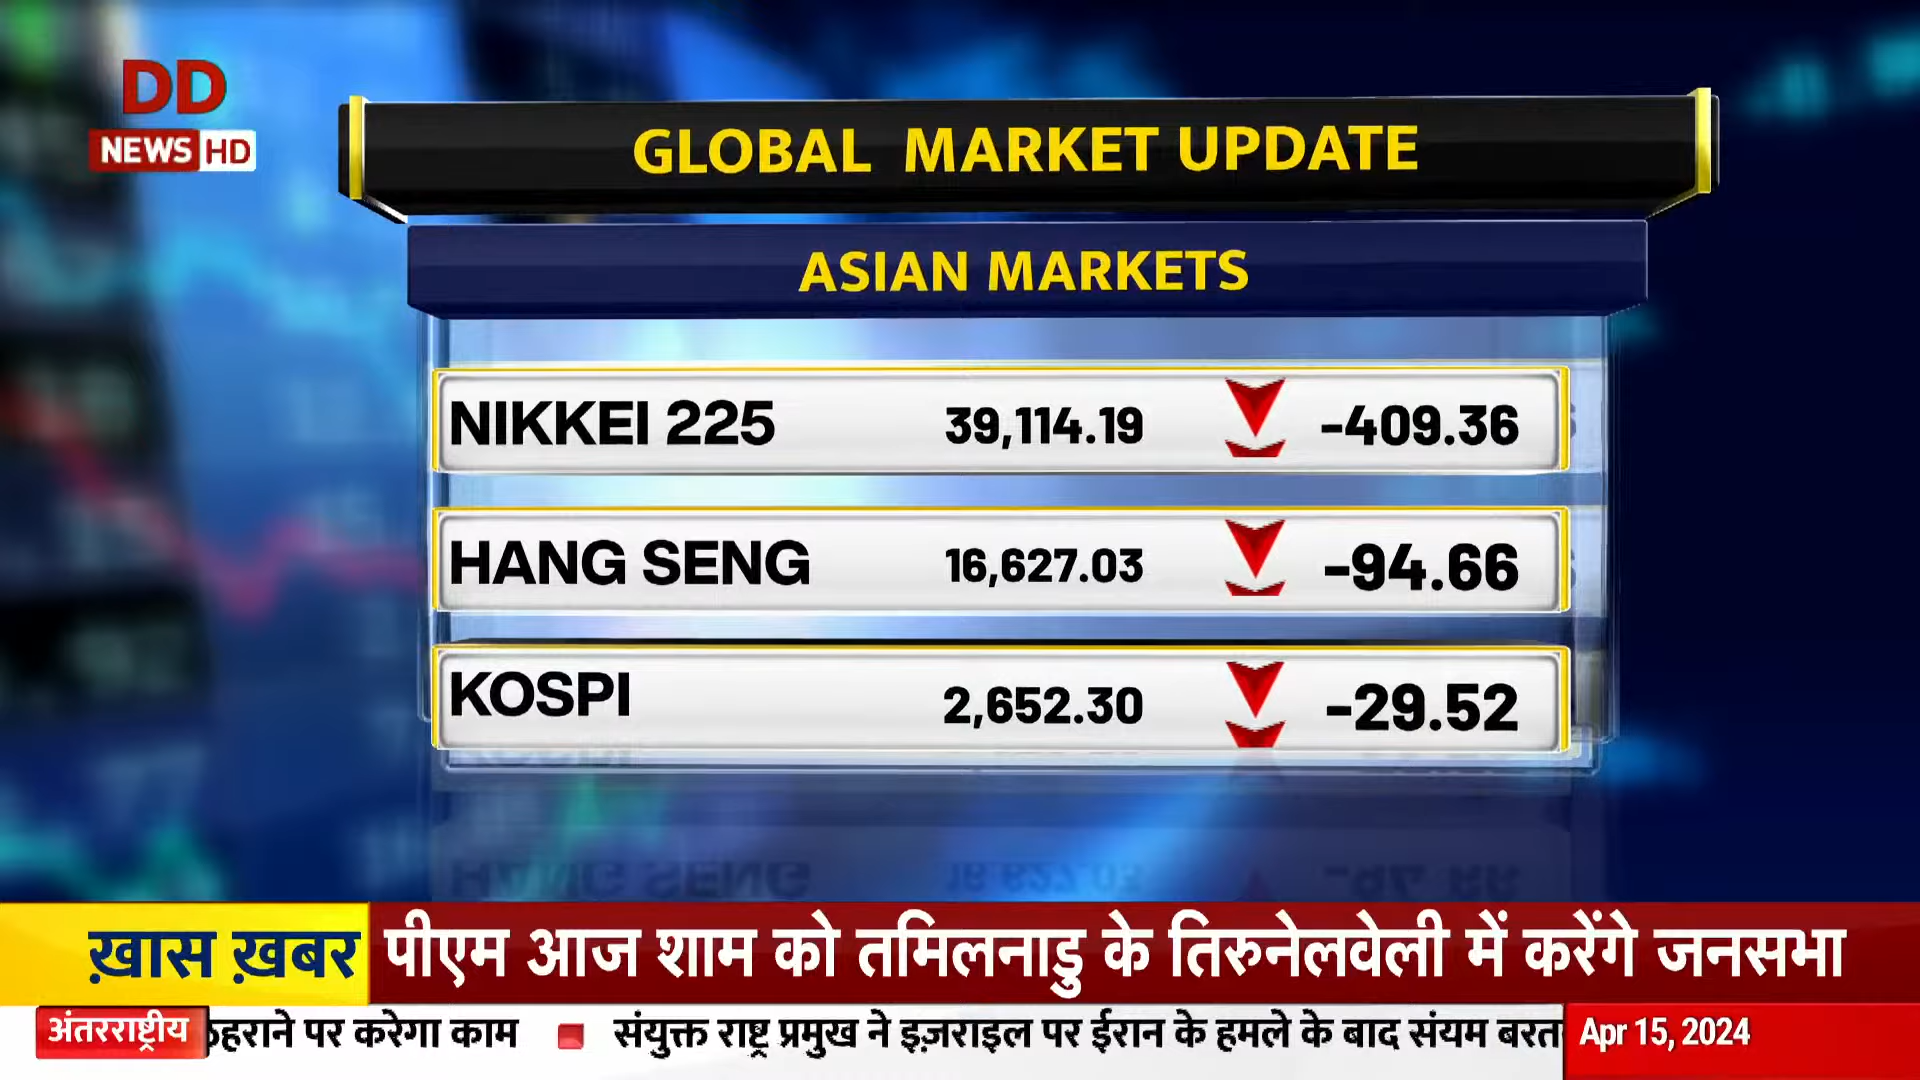 DD
NEWS HD
GLOBAL MARKET UPDATE
ASIAN MARKETS
NIKKEI 225 39,114.19 -409.36
HANG SENG 16,627.03 -94.66
KOSPI 2,652.30 -29.52
ख़ास ख़बर पीएम आज शाम को तमिलनाडु के तिरुनेलवेली में करेंगे जनसभा
अंतरराष्ट्रीय पर करेगा काम संयुक्त राष्ट्र प्रमुख ने इज़राइल पर ईरान के हमले के बाद संयम Apr 15, 2024